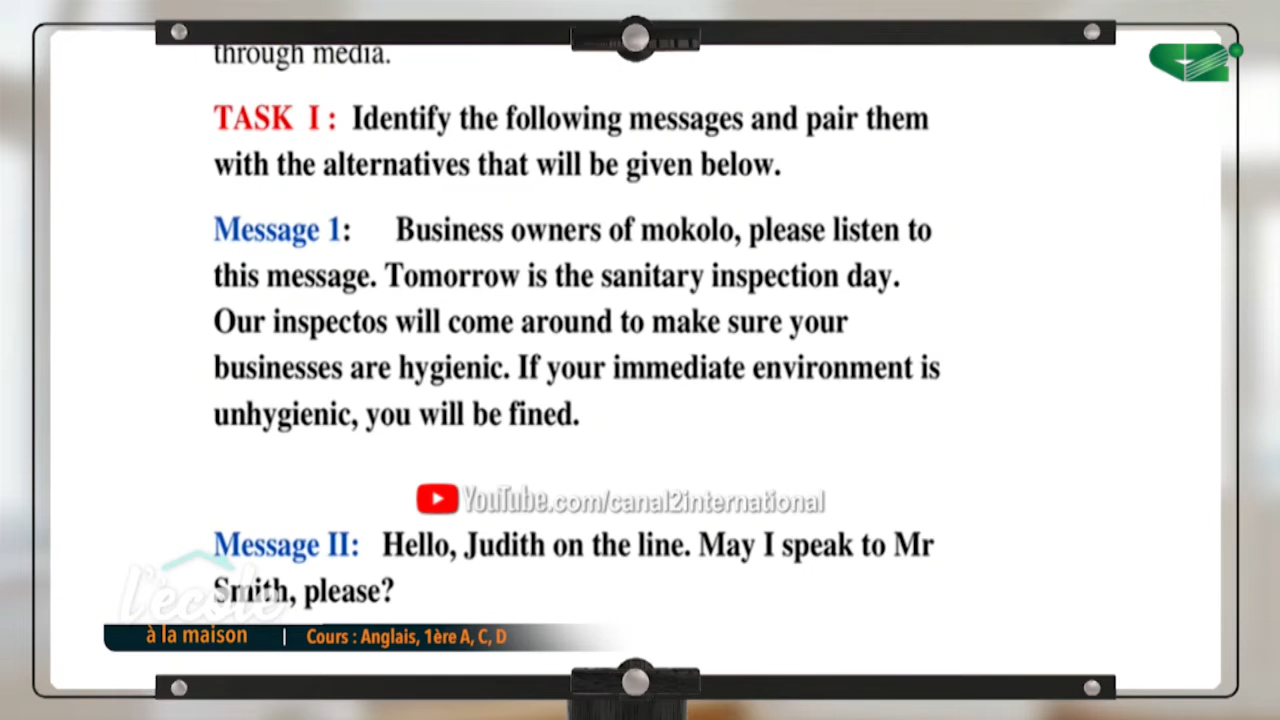 through media.
TASK I : Identify the following messages and pair them
with the alternatives that will be given below.
Message 1: Business owners of mokolo, please listen to
this message. Tomorrow is the sanitary inspection day.
Our inspectos will come around to make sure your
businesses are hygienic. If your immediate environment is
unhygienic, you will be fined.
YouTube.com/canal2international
Message II: Hello, Judith on the line. May I speak to Mr
Smith, please?
l'école
à la maison | Cours : Anglais, 1ère A, C, D